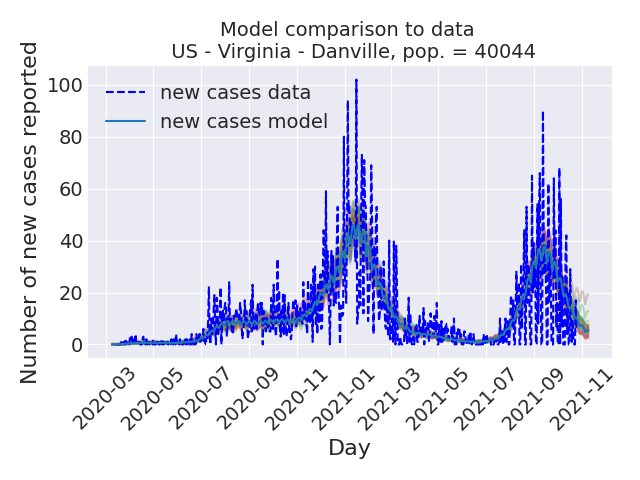 Model comparison to data
US - Virginia - Danville, pop. = 40044
Number of new cases reported
100
80
60
40
20
0
new cases data
new cases model
2020-03
2020-05
2020-07
2020-09
2020-11
2021-01
2021-03
2021-05
2021-07
2021-09
2021-11
Day